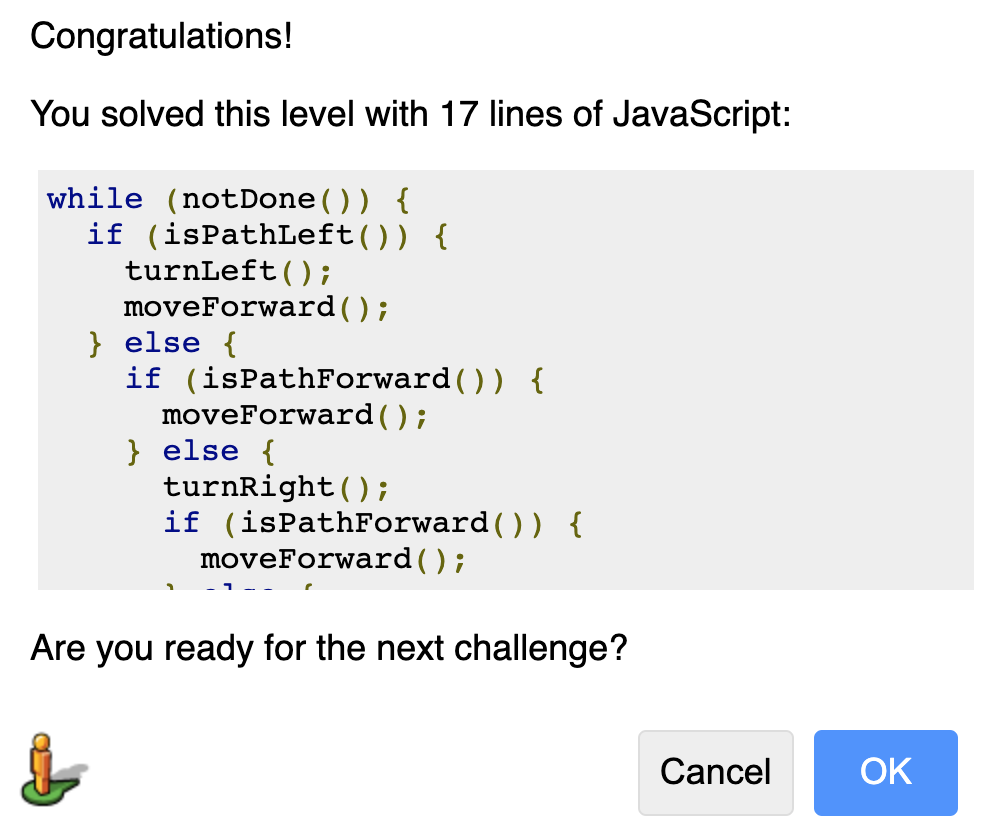 Congratulations!
You solved this level with 17 lines of JavaScript:
while (notDone()) {
  if (isPathLeft()) {
    turnLeft();
    moveForward();
  } else {
    if (isPathForward()) {
      moveForward();
    } else {
      turnRight();
      if (isPathForward()) {
        moveForward();
      } else {
Are you ready for the next challenge?
Cancel
OK